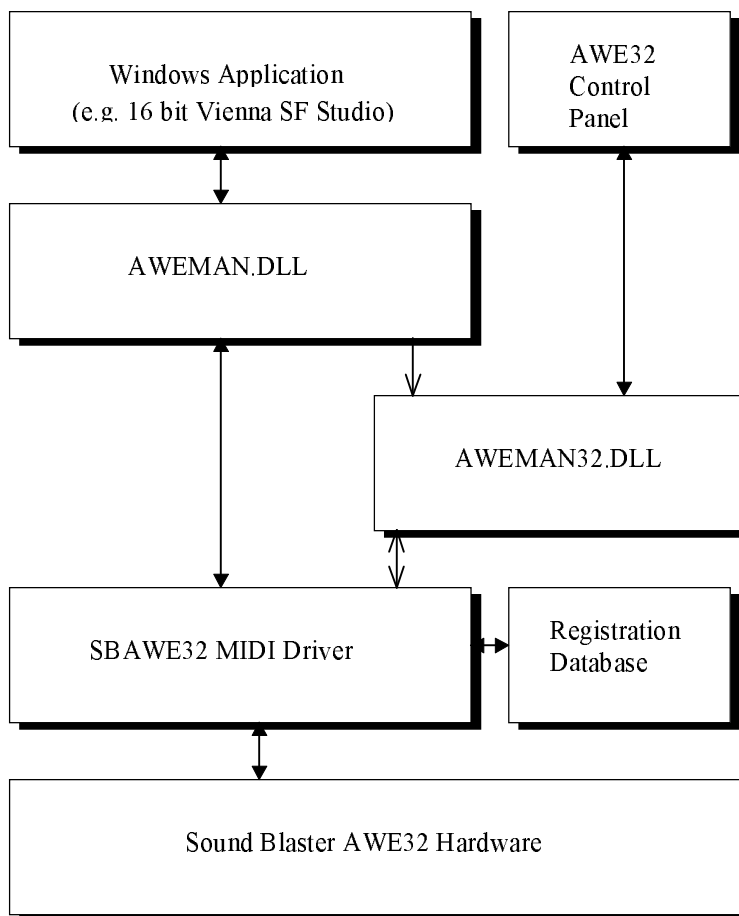 Windows Application
(e.g. 16 bit Vienna SF Studio)
AWE32
Control
Panel
AWEMAN.DLL
AWEMAN32.DLL
SBAWE32 MIDI Driver
Registration
Database
Sound Blaster AWE32 Hardware